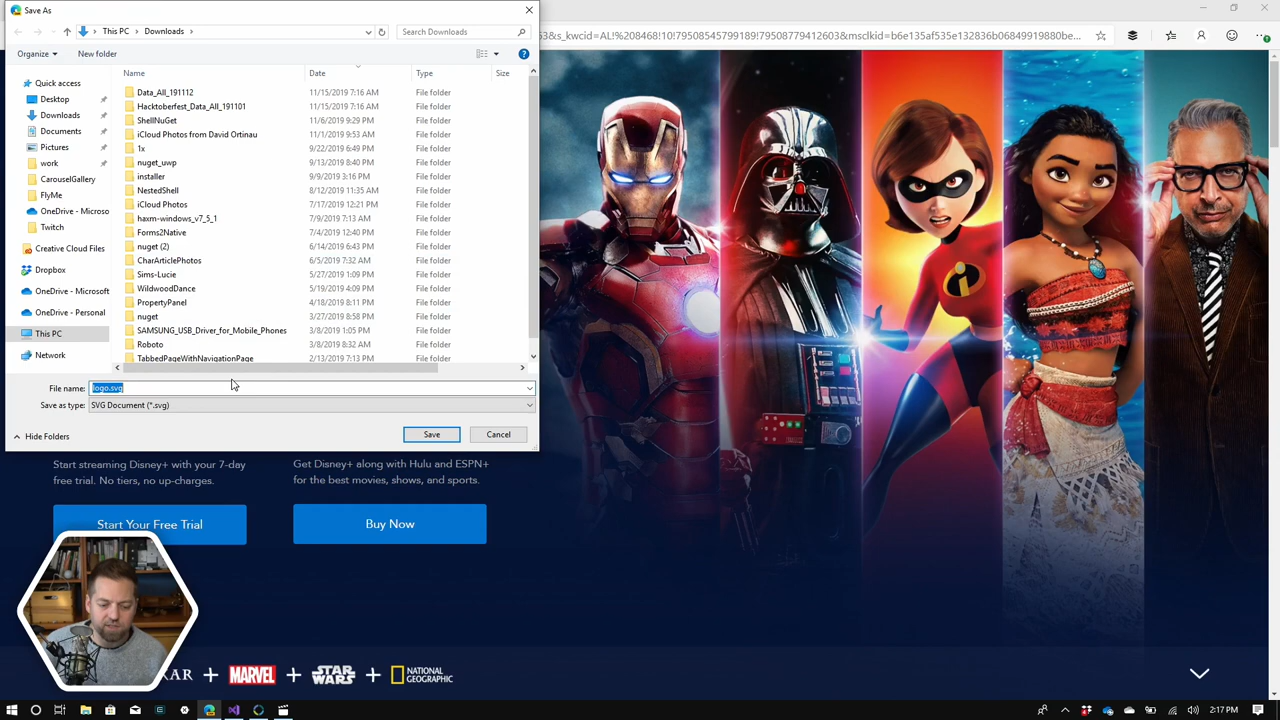 Save As
This PC
Downloads
Search Downloads
53&s_kwcid=AL!%208468!10!79508545799189!79508779412603&msclkid=b6e135af535e132836b06849919880be...
Organize
New folder
Name
Date
Type
Size
Quick access
Desktop
Downloads
Documents
Pictures
work
CarouselGallery
FlyMe
OneDrive - Microso
Twitch
Creative Cloud Files
Dropbox
OneDrive - Microsoft
OneDrive - Personal
This PC
Network
Data_All_191112 11/15/2019 7:16 AM File folder
Hacktoberfest_Data_All_191101 11/15/2019 7:16 AM File folder
ShellNuGet 11/6/2019 9:29 PM File folder
iCloud Photos from David Ortinau 11/1/2019 9:53 AM File folder
1x 9/22/2019 6:49 PM File folder
nuget_uwp 9/13/2019 8:40 PM File folder
installer 9/9/2019 3:16 PM File folder
NestedShell 8/12/2019 11:35 AM File folder
iCloud Photos 7/17/2019 12:21 PM File folder
haxm-windows_v7_5_1 7/9/2019 7:13 AM File folder
Forms2Native 7/4/2019 12:40 PM File folder
nuget (2) 6/14/2019 6:43 PM File folder
CharArticlePhotos 6/5/2019 7:32 AM File folder
Sims-Lucie 5/27/2019 1:09 PM File folder
WildwoodDance 5/19/2019 4:09 PM File folder
PropertyPanel 4/18/2019 8:11 PM File folder
nuget 3/27/2019 8:58 PM File folder
SAMSUNG_USB_Driver_for_Mobile_Phones 3/8/2019 1:05 PM File folder
Roboto 3/8/2019 8:32 AM File folder
TabbedPageWithNavigationPage 2/13/2019 7:13 PM File folder
File name: logo.svg
Save as type: SVG Document (*.svg)
Hide Folders
Save
Cancel
Start streaming Disney+ with your 7-day
free trial. No tiers, no up-charges.
Start Your Free Trial
Get Disney+ along with Hulu and ESPN+
for the best movies, shows, and sports.
Buy Now
XAR + MARVEL + STAR WARS + NATIONAL GEOGRAPHIC
2:17 PM